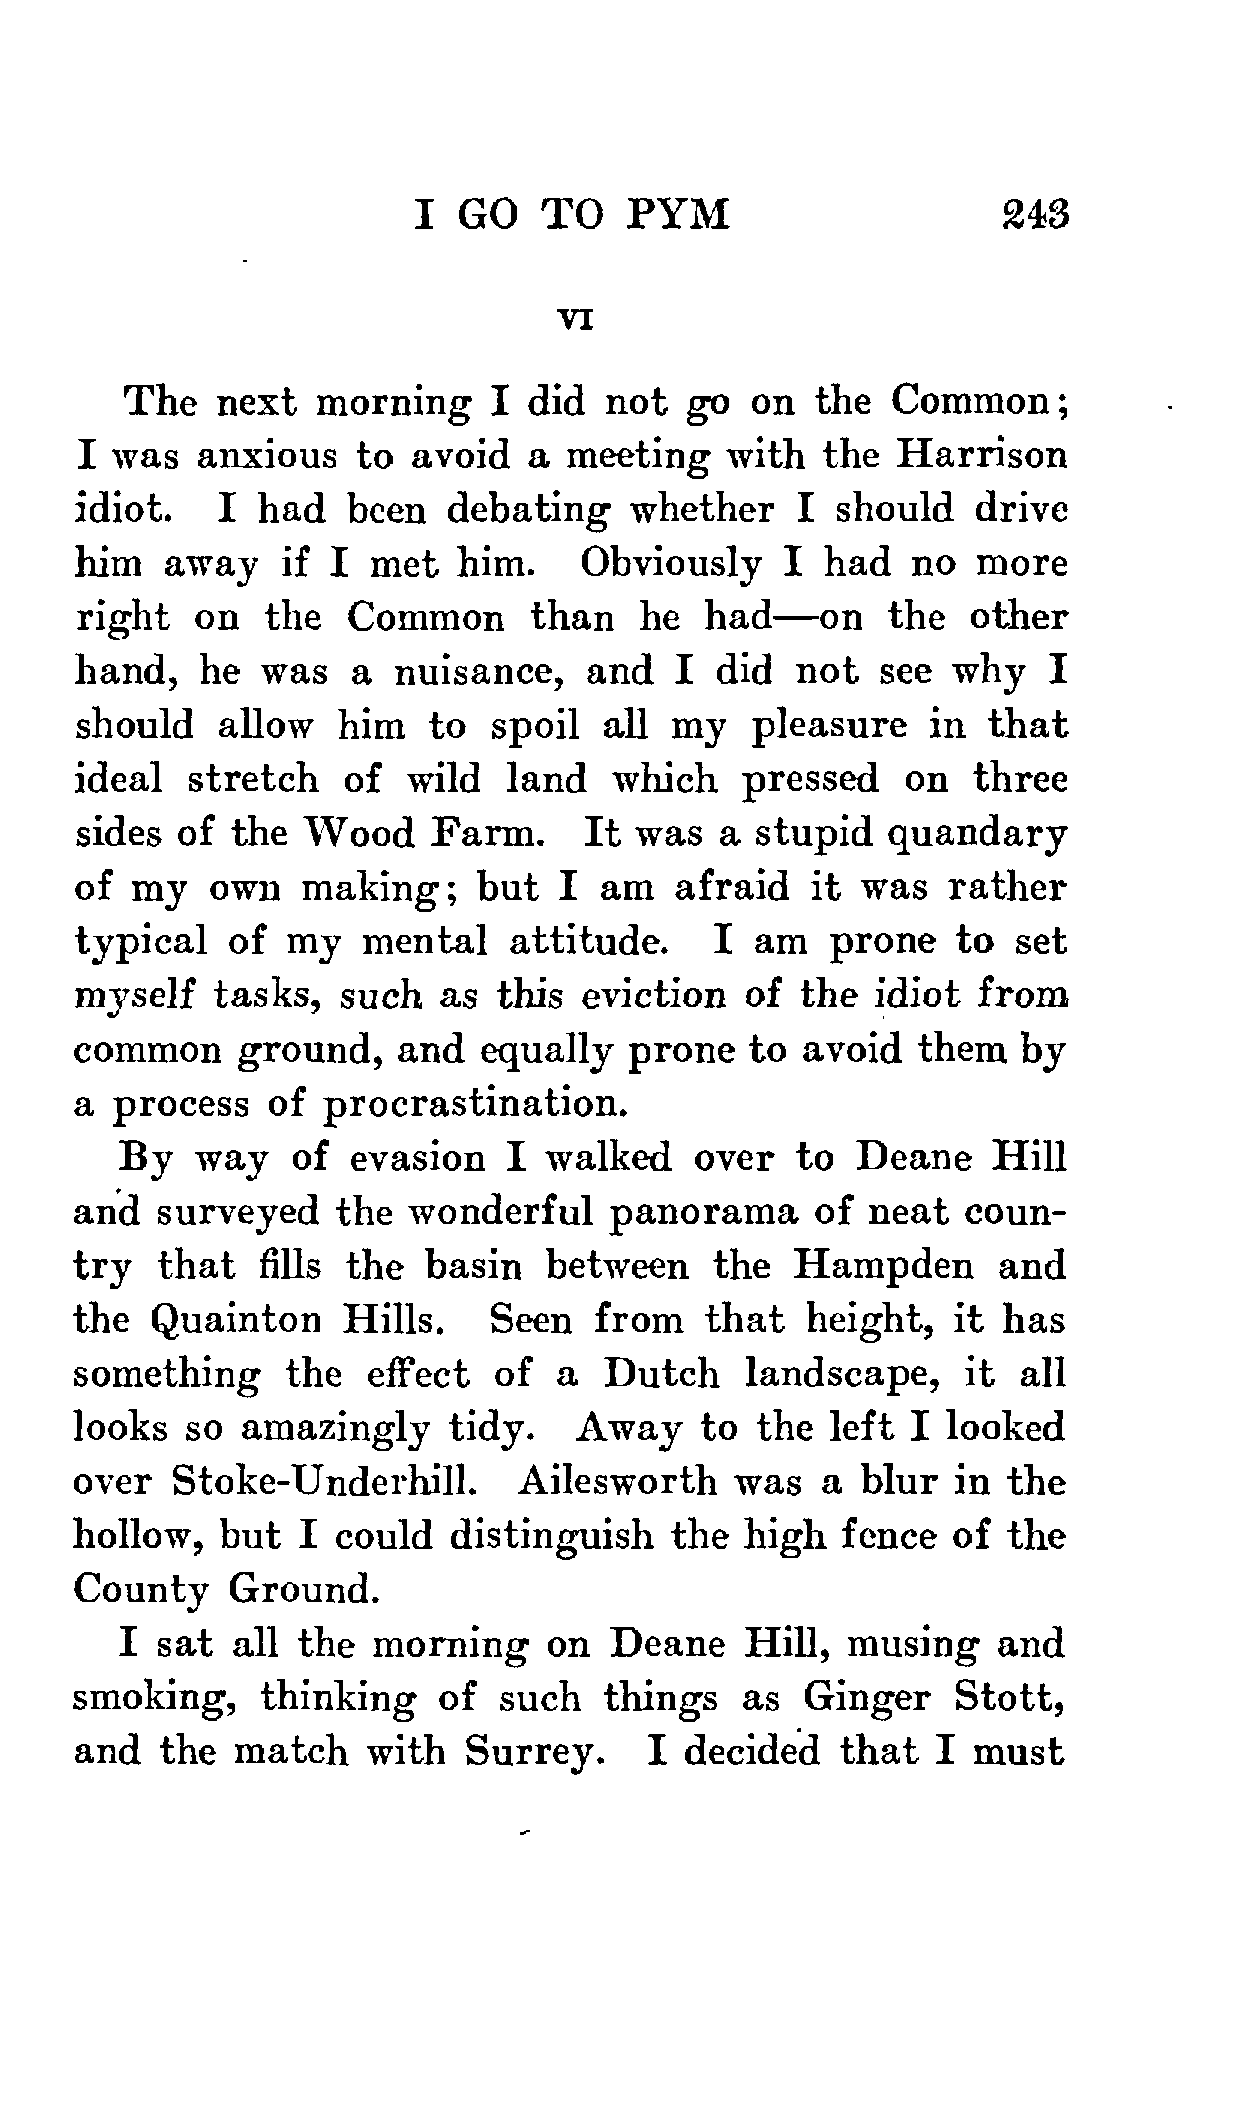 I GO TO PYM 243
VI
The next morning I did not go on the Common;
I was anxious to avoid a meeting with the Harrison
idiot. I had been debating whether I should drive
him away if I met him. Obviously I had no more
right on the Common than he had—on the other
hand, he was a nuisance, and I did not see why I
should allow him to spoil all my pleasure in that
ideal stretch of wild land which pressed on three
sides of the Wood Farm. It was a stupid quandary
of my own making; but I am afraid it was rather
typical of my mental attitude. I am prone to set
myself tasks, such as this eviction of the idiot from
common ground, and equally prone to avoid them by
a process of procrastination.
By way of evasion I walked over to Deane Hill
and surveyed the wonderful panorama of neat coun-
try that fills the basin between the Hampden and
the Quainton Hills. Seen from that height, it has
something the effect of a Dutch landscape, it all
looks so amazingly tidy. Away to the left I looked
over Stoke-Underhill. Ailesworth was a blur in the
hollow, but I could distinguish the high fence of the
County Ground.
I sat all the morning on Deane Hill, musing and
smoking, thinking of such things as Ginger Stott,
and the match with Surrey. I decided that I must